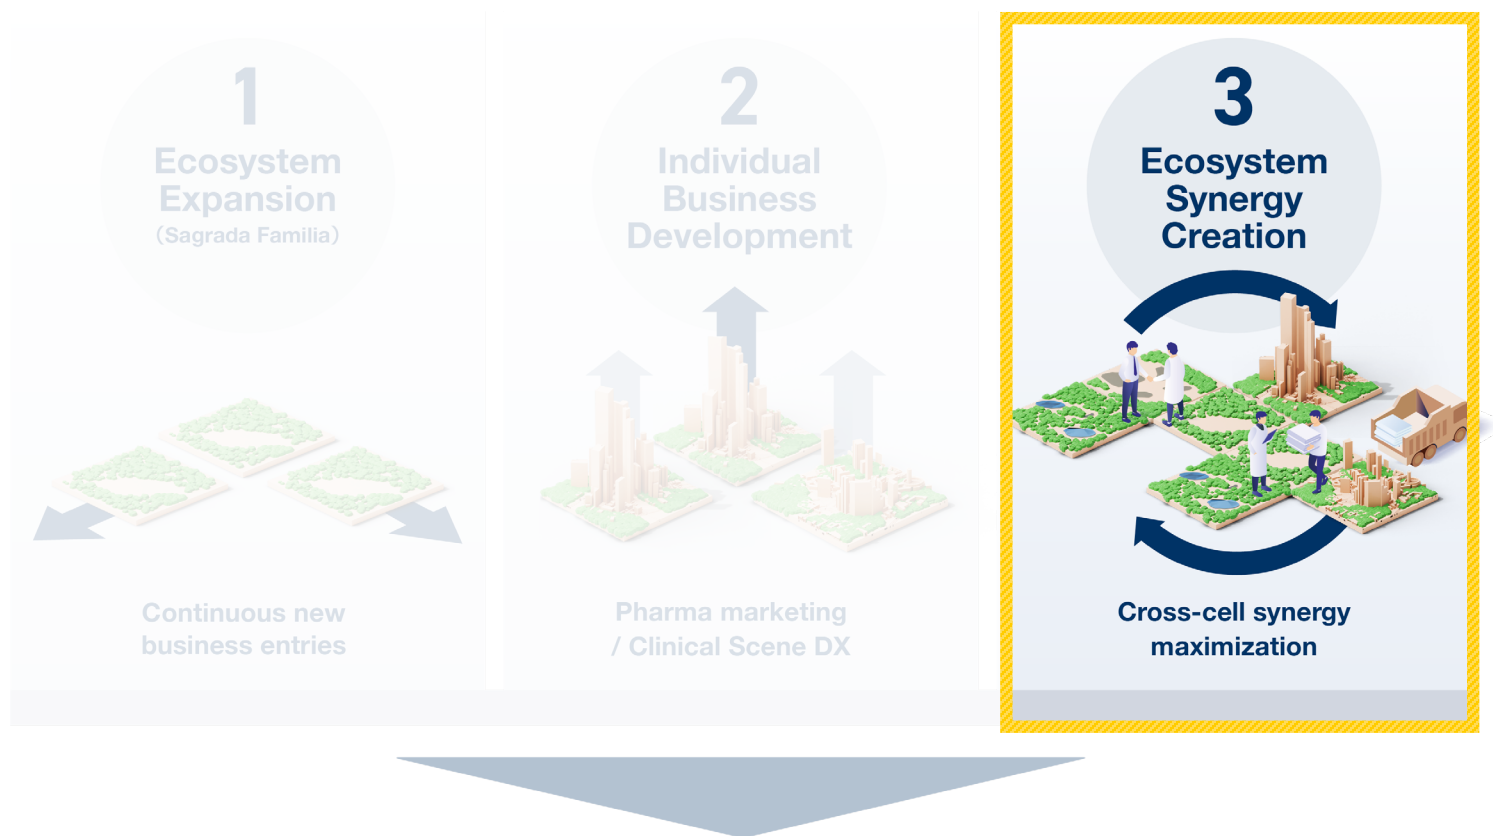 1
Ecosystem
Expansion
(Sagrada Familia)
Continuous new
business entries
2
Individual
Business
Development
Pharma marketing
/ Clinical Scene DX
3
Ecosystem
Synergy
Creation
Cross-cell synergy
maximization